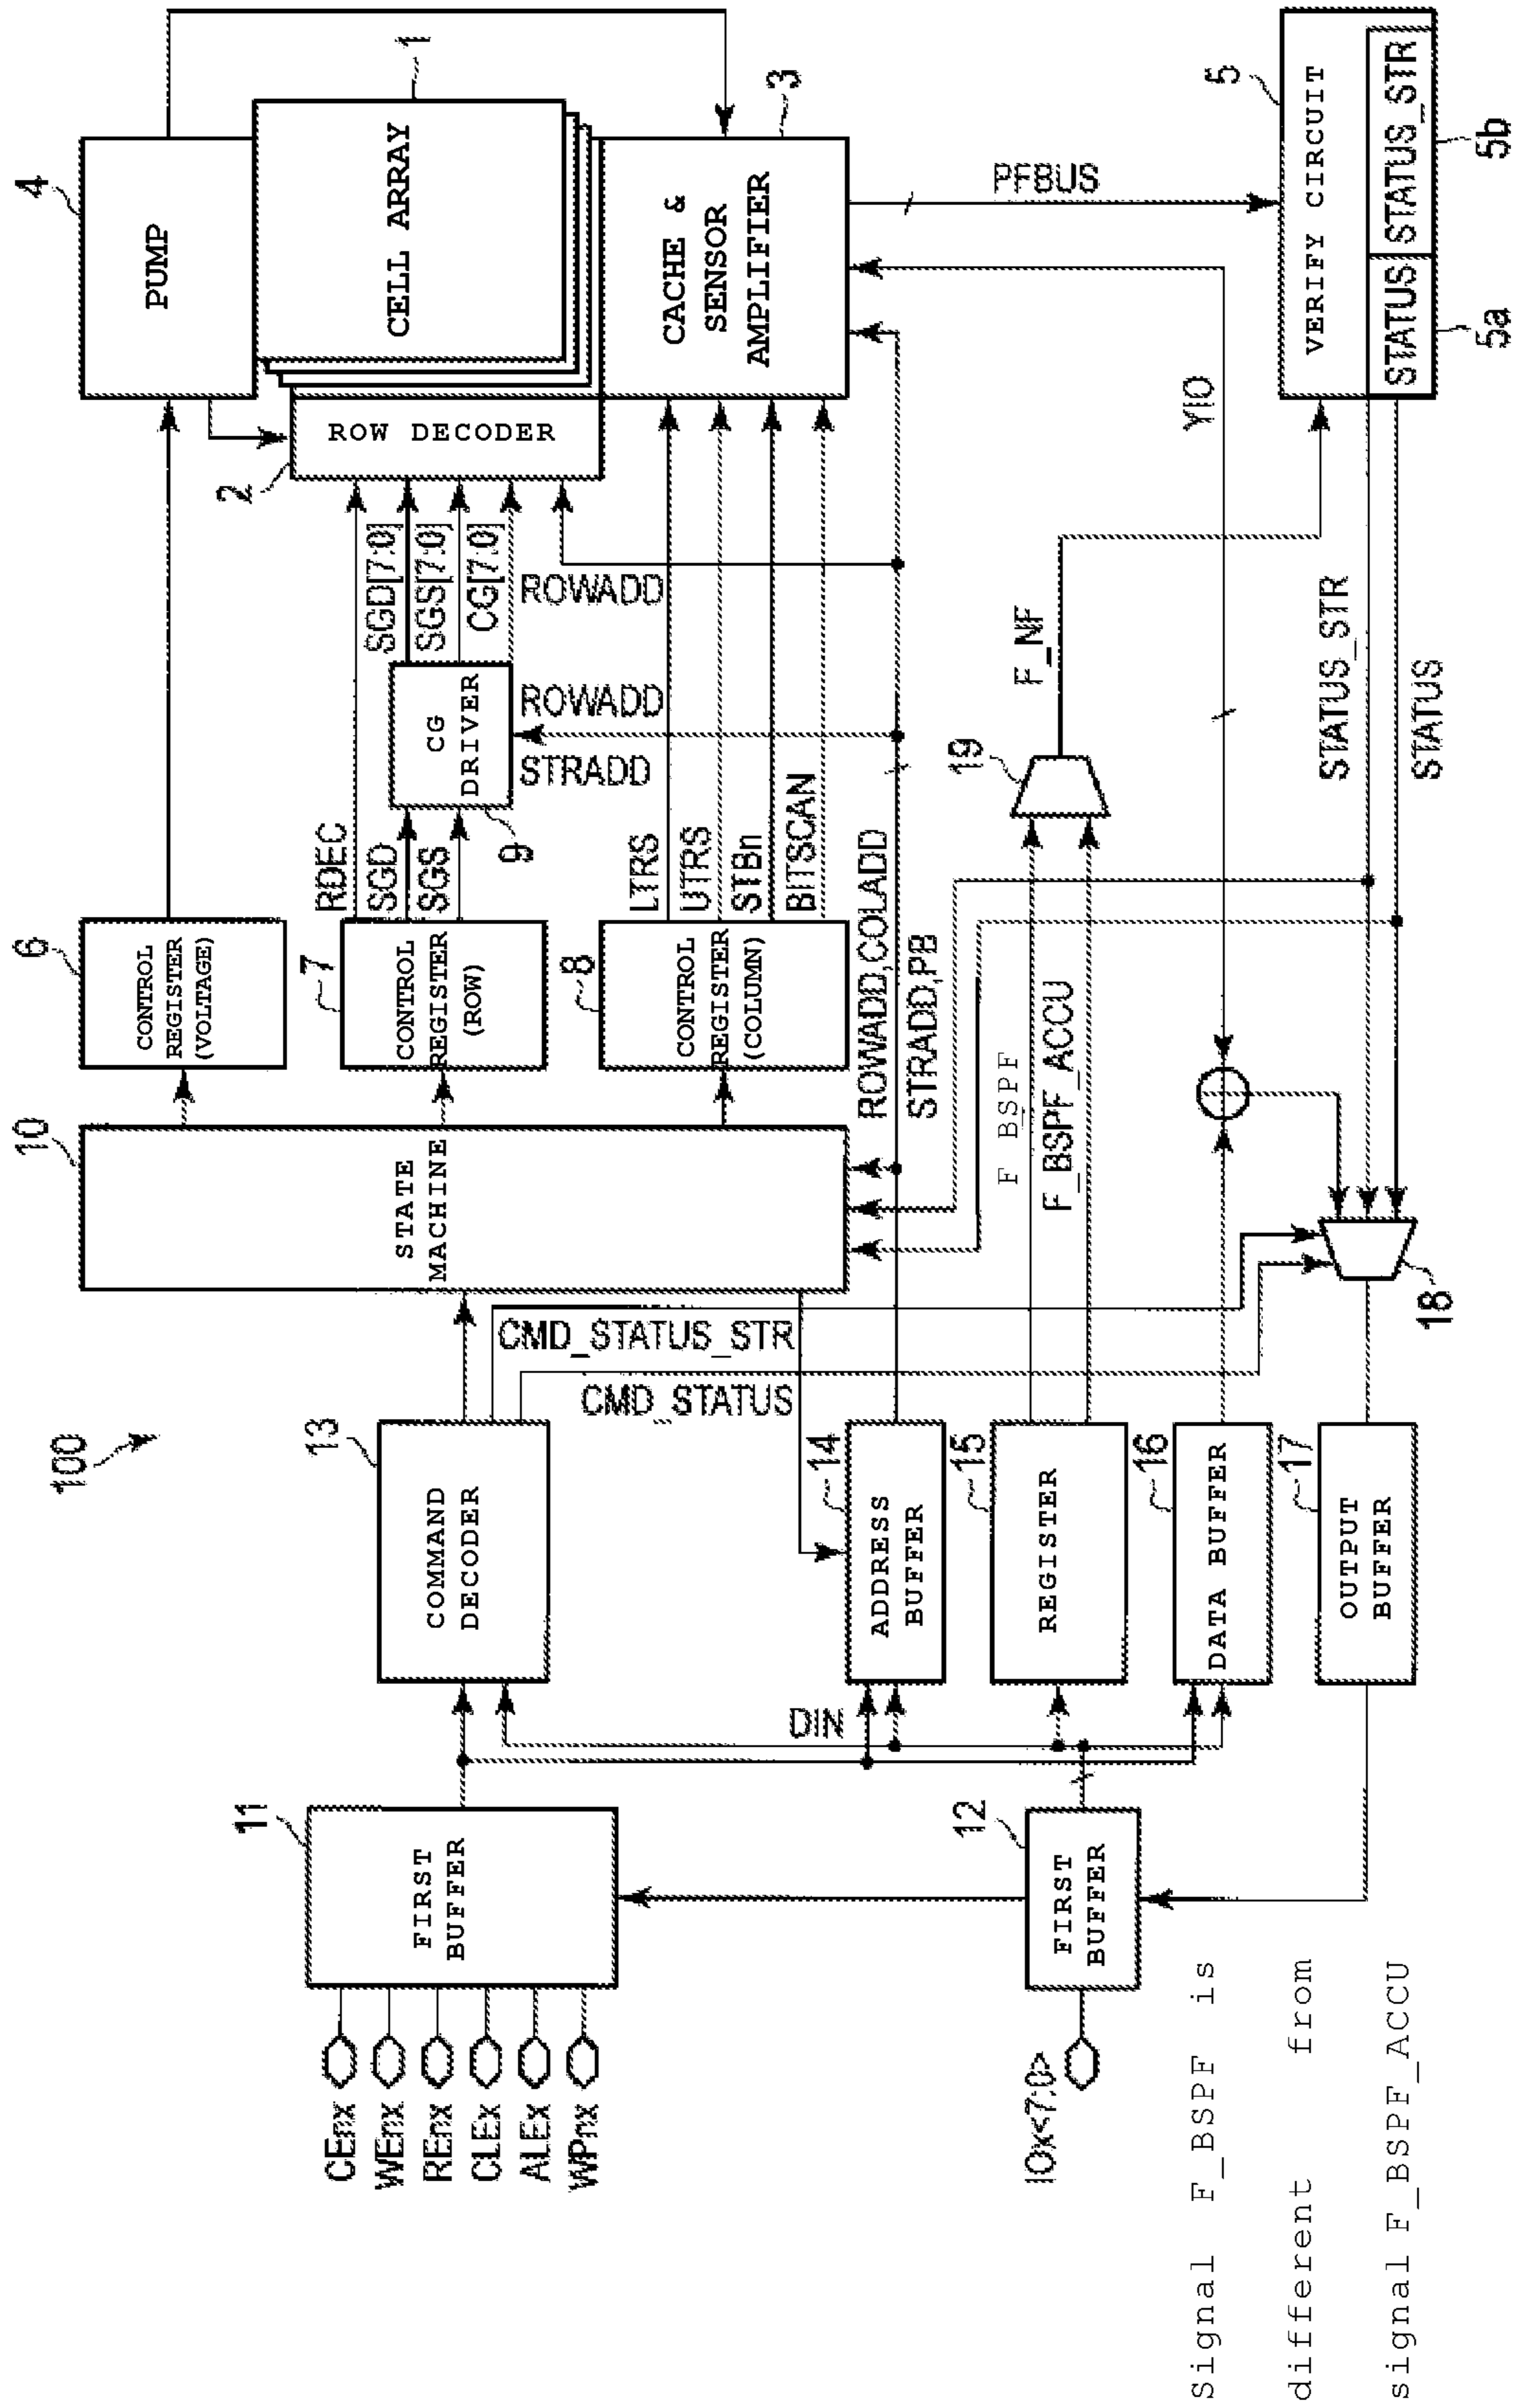 100
CEnx
WEnx
REnx
CLEx
ALEx
WPnx
11
FIRST
BUFFER
IOx<7:0>
12
FIRST
BUFFER
DIN
13
COMMAND
DECODER
14
ADDRESS
BUFFER
15
REGISTER
16
DATA BUFFER
17
OUTPUT
BUFFER
CMD_STATUS_STR
CMD_STATUS
18
10
STATE
MACHINE
6
CONTROL
REGISTER
(VOLTAGE)
7
CONTROL
REGISTER
(ROW)
8
CONTROL
REGISTER
(COLUMN)
RDEC
SGD
SGS
9
CG
DRIVER
SGD[7:0]
SGS[7:0]
CG[7:0]
ROWADD
ROWADD
STRADD
LTRS
UTRS
STBn
BITSCAN
ROWADD,COLADD
STRADD,PB
F_BSPF
F_BSPF_ACCU
19
F_NF
YIO
STATUS_STR
STATUS
4
PUMP
1
CELL ARRAY
2
ROW DECODER
3
CACHE &
SENSOR
AMPLIFIER
PFBUS
5
VERIFY CIRCUIT
STATUS
STATUS_STR
5a
5b
Signal F_BSPF is
different from
signal F_BSPF_ACCU